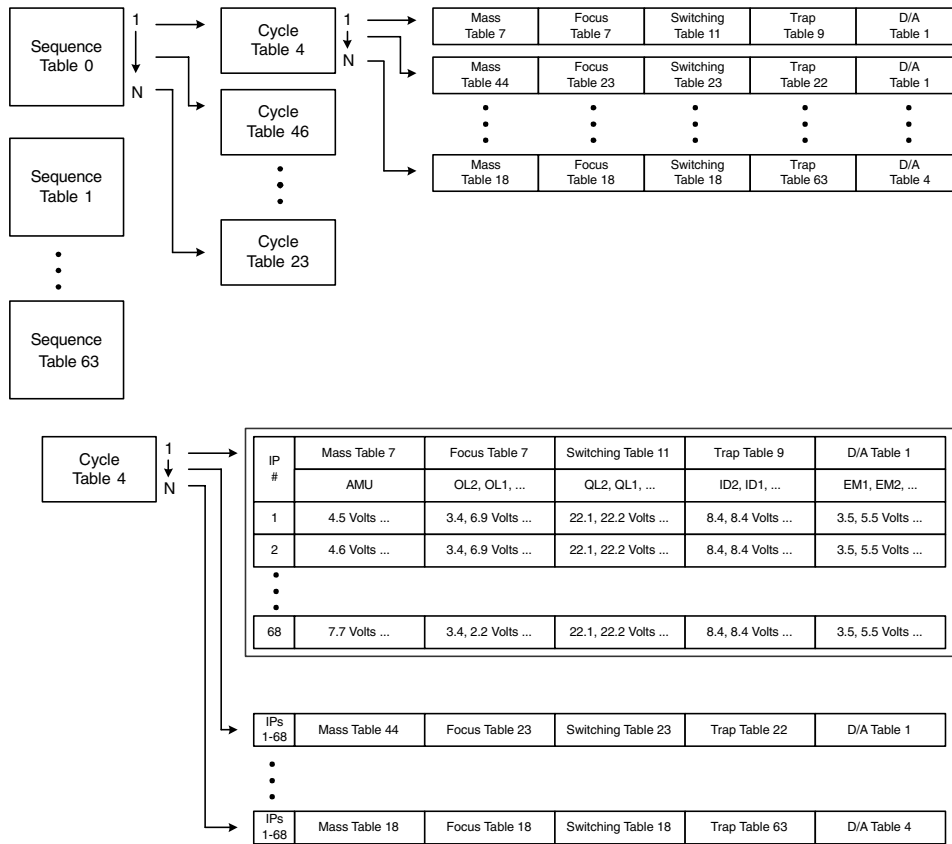 Sequence
Table 0
1
N
Cycle
Table 4
1
N
Mass
Table 7
Focus
Table 7
Switching
Table 11
Trap
Table 9
D/A
Table 1
Mass
Table 44
Focus
Table 23
Switching
Table 23
Trap
Table 22
D/A
Table 1
Mass
Table 18
Focus
Table 18
Switching
Table 18
Trap
Table 63
D/A
Table 4
Cycle
Table 46
Cycle
Table 23
Sequence
Table 1
Sequence
Table 63
Cycle
Table 4
1
N
IP
#
Mass Table 7
Focus Table 7
Switching Table 11
Trap Table 9
D/A Table 1
AMU
OL2, OL1, ...
QL2, QL1, ...
ID2, ID1, ...
EM1, EM2, ...
1
4.5 Volts ...
3.4, 6.9 Volts ...
22.1, 22.2 Volts ...
8.4, 8.4 Volts ...
3.5, 5.5 Volts ...
2
4.6 Volts ...
3.4, 6.9 Volts ...
22.1, 22.2 Volts ...
8.4, 8.4 Volts ...
3.5, 5.5 Volts ...
68
7.7 Volts ...
3.4, 2.2 Volts ...
22.1, 22.2 Volts ...
8.4, 8.4 Volts ...
3.5, 5.5 Volts ...
IPs
1-68
Mass Table 44
Focus Table 23
Switching Table 23
Trap Table 22
D/A Table 1
IPs
1-68
Mass Table 18
Focus Table 18
Switching Table 18
Trap Table 63
D/A Table 4